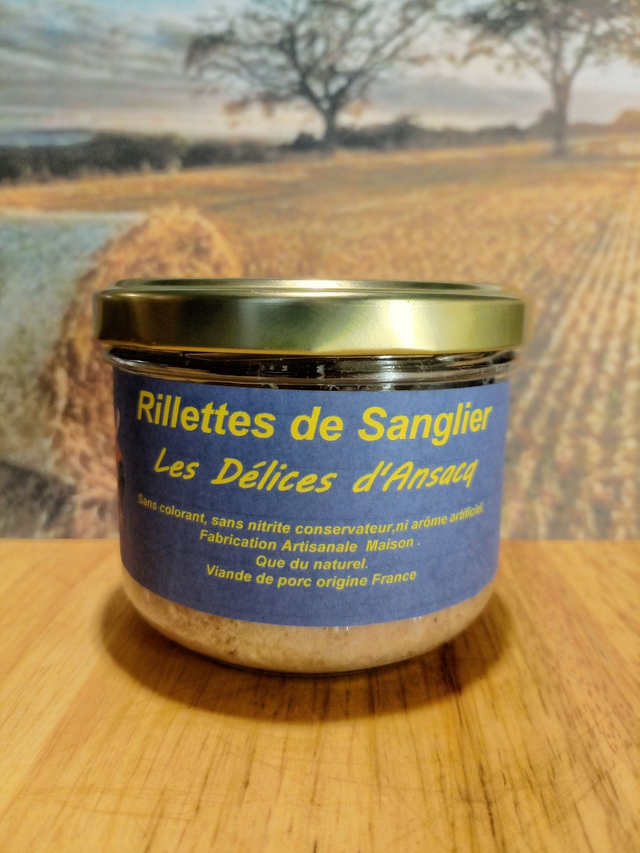 Rillettes de Sanglier
Les Délices d'Ansacq
Sans colorant, sans nitrite conservateur,ni arôme artificiel.
Fabrication Artisanale Maison .
Que du naturel.
Viande de porc origine France